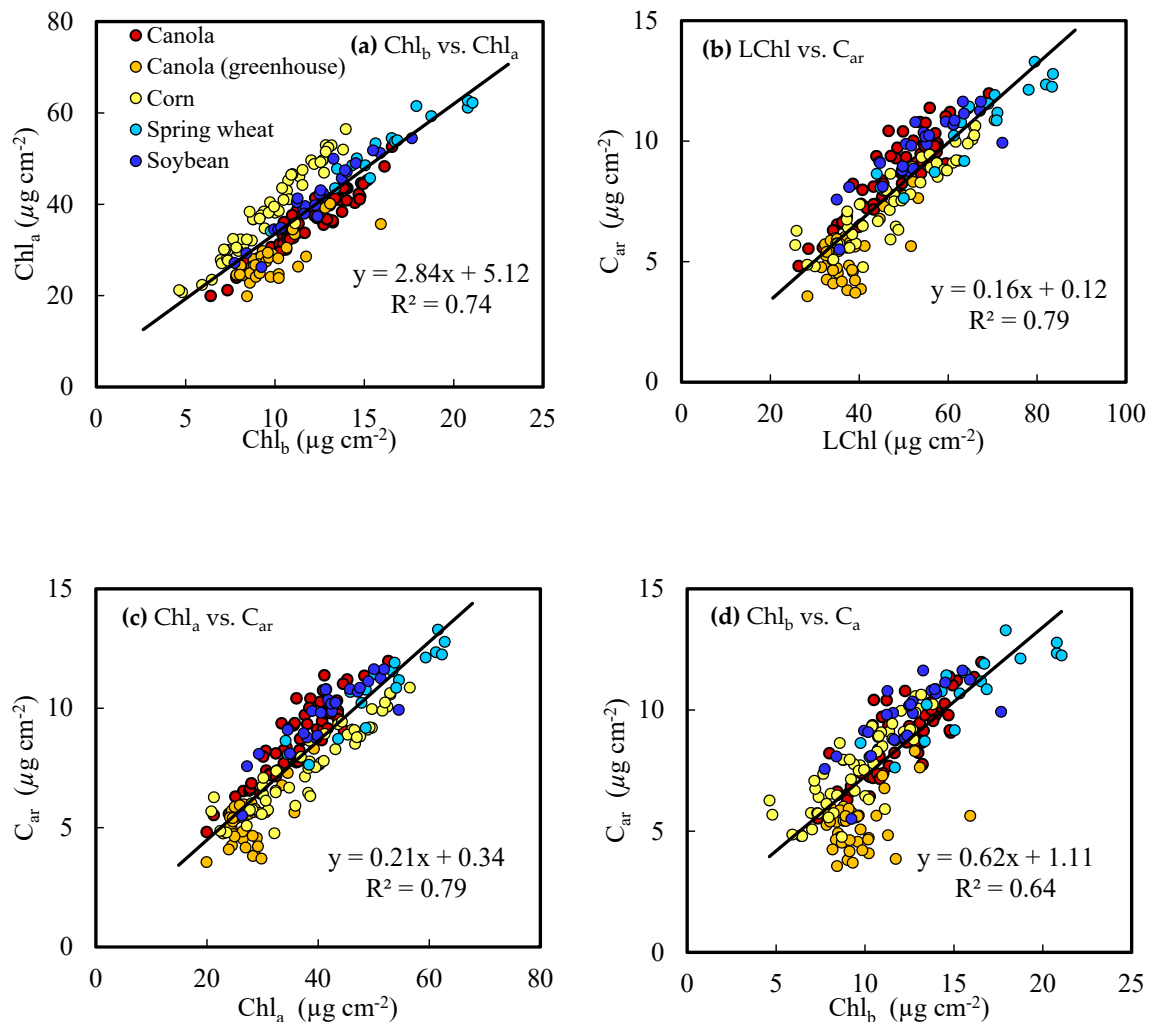 80
60
40
20
0
Chl_a (µg cm⁻²)
Canola
Canola (greenhouse)
Corn
Spring wheat
Soybean
(a) Chl_b vs. Chl_a
y = 2.84x + 5.12
R² = 0.74
0 5 10 15 20 25
Chl_b (µg cm⁻²)
15
10
5
0
C_ar (µg cm⁻²)
(b) LChl vs. C_ar
y = 0.16x + 0.12
R² = 0.79
0 20 40 60 80 100
LChl (µg cm⁻²)
15
10
5
0
C_ar (µg cm⁻²)
(c) Chl_a vs. C_ar
y = 0.21x + 0.34
R² = 0.79
0 20 40 60 80
Chl_a (µg cm⁻²)
15
10
5
0
C_ar (µg cm⁻²)
(d) Chl_b vs. C_a
y = 0.62x + 1.11
R² = 0.64
0 5 10 15 20 25
Chl_b (µg cm⁻²)